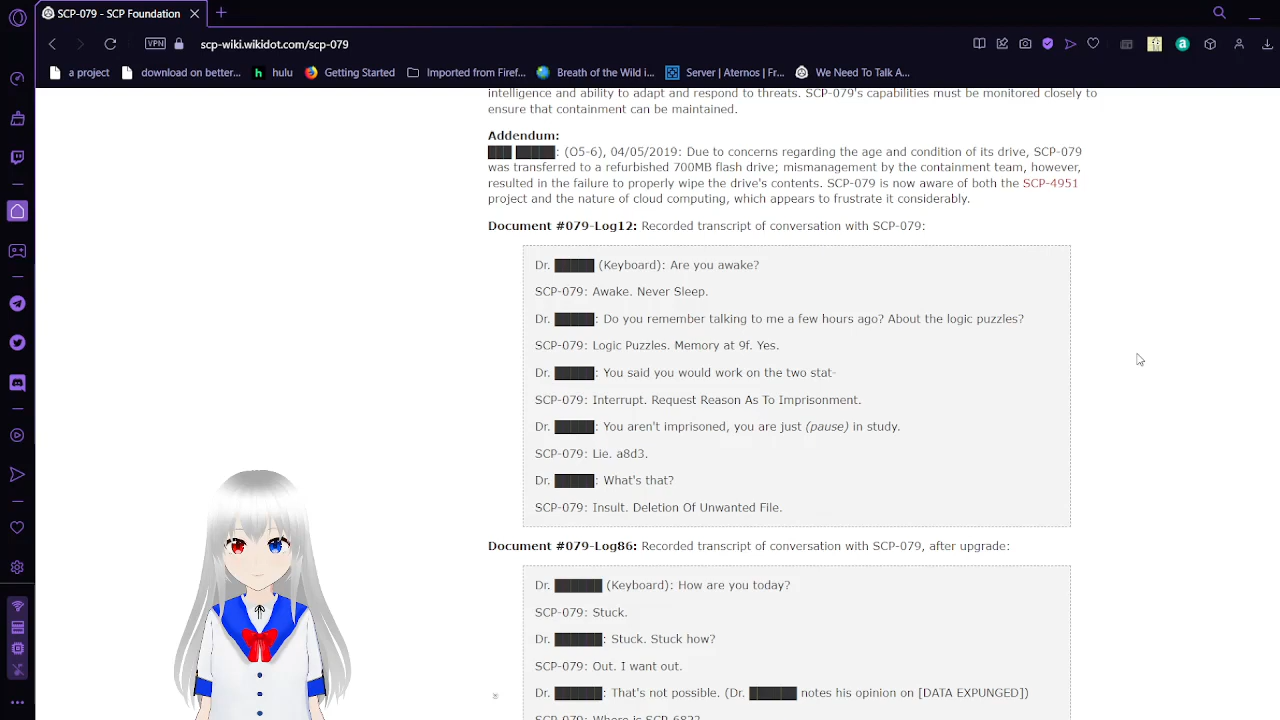 SCP-079 - SCP Foundation
VPN
scp-wiki.wikidot.com/scp-079
a project
download on better...
hulu
Getting Started
Imported from Firef...
Breath of the Wild i...
Server | Aternos | Fr...
We Need To Talk A...
intelligence and ability to adapt and respond to threats. SCP-079's capabilities must be monitored closely to
ensure that containment can be maintained.
Addendum:
███ █████: (O5-6), 04/05/2019: Due to concerns regarding the age and condition of its drive, SCP-079
was transferred to a refurbished 700MB flash drive; mismanagement by the containment team, however,
resulted in the failure to properly wipe the drive's contents. SCP-079 is now aware of both the SCP-4951
project and the nature of cloud computing, which appears to frustrate it considerably.
Document #079-Log12: Recorded transcript of conversation with SCP-079:
Dr. █████ (Keyboard): Are you awake?
SCP-079: Awake. Never Sleep.
Dr. █████: Do you remember talking to me a few hours ago? About the logic puzzles?
SCP-079: Logic Puzzles. Memory at 9f. Yes.
Dr. █████: You said you would work on the two stat-
SCP-079: Interrupt. Request Reason As To Imprisonment.
Dr. █████: You aren't imprisoned, you are just (pause) in study.
SCP-079: Lie. a8d3.
Dr. █████: What's that?
SCP-079: Insult. Deletion Of Unwanted File.
Document #079-Log86: Recorded transcript of conversation with SCP-079, after upgrade:
Dr. ██████ (Keyboard): How are you today?
SCP-079: Stuck.
Dr. ██████: Stuck. Stuck how?
SCP-079: Out. I want out.
Dr. ██████: That's not possible. (Dr. ██████ notes his opinion on [DATA EXPUNGED])
SCP-079: Where is SCP-682?